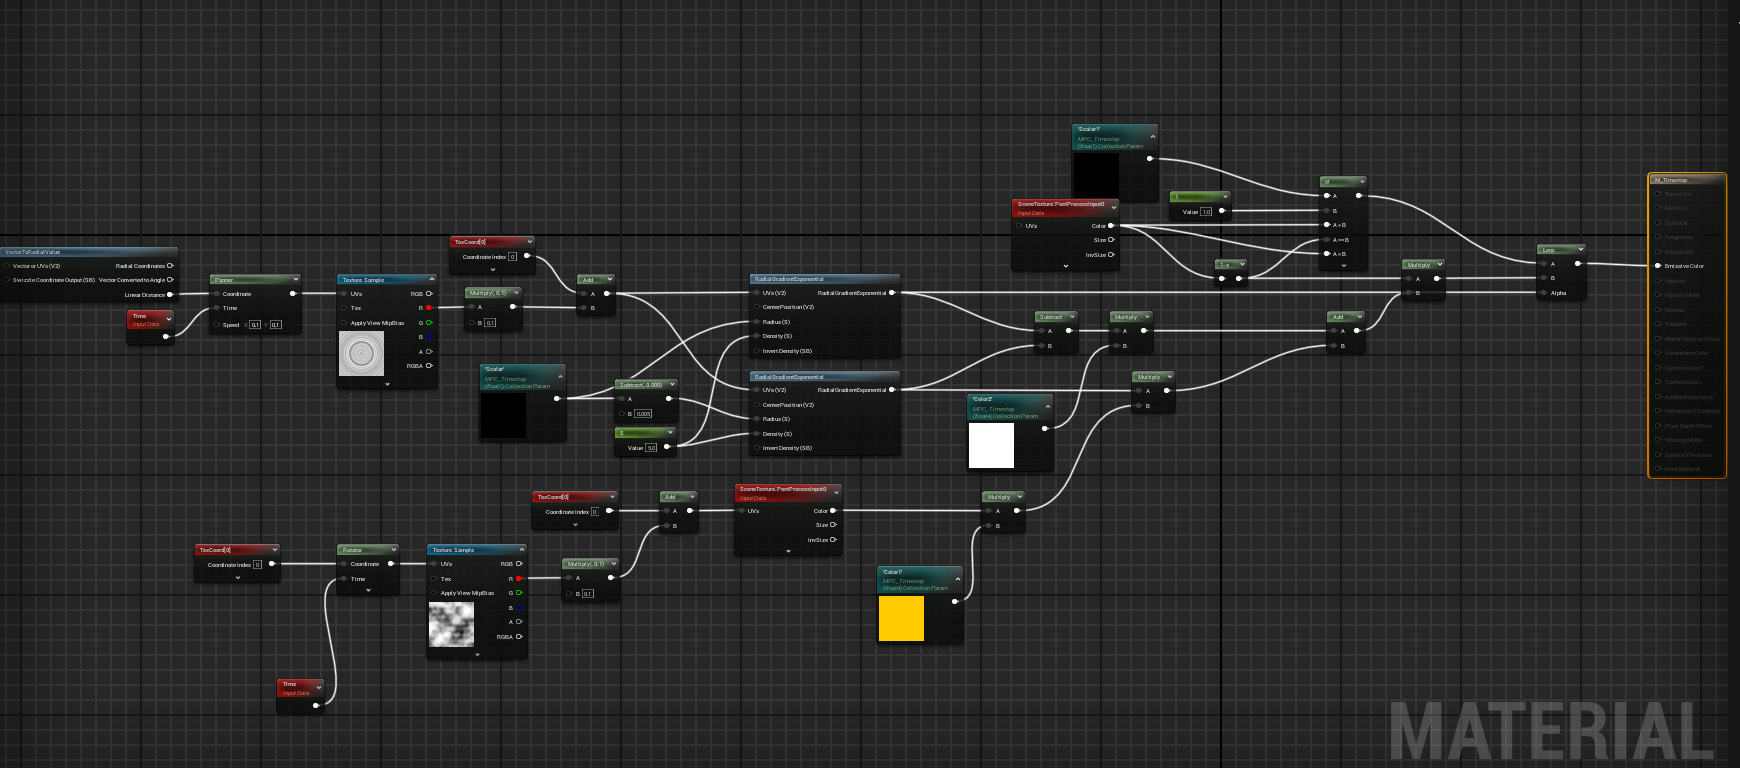 'Scalar1'
MPC_Timestop
(float1) Collection Param
1
Value 1.0
SceneTexture:PostProcessInput0
Input Data
UVs
Color
Size
InvSize
If
A
B
A > B
A == B
A < B
1-x
Multiply
A
B
Lerp
A
B
Alpha
M_Timestop
Base Color
Metallic
Specular
Roughness
Anisotropy
Emissive Color
Opacity
Opacity Mask
Normal
Tangent
World Position Offset
Subsurface Color
Custom Data 0
Custom Data 1
Ambient Occlusion
Refraction (Disabled)
Pixel Depth Offset
Shading Model
Surface Thickness
Front Material
VectorToRadialValue
Vector or UVs (V2)
Radial Coordinates
Swizzle Coordinate Output (SB)
Vector Converted to Angle
Linear Distance
Time
Input Data
Panner
Coordinate
Time
Speed X 0.1 Y 0.1
Texture Sample
UVs
RGB
Tex
R
Apply View MipBias
G
B
A
RGBA
TexCoord[0]
Coordinate Index 0
Multiply(,0.1)
A
B 0.1
Add
A
B
'Scalar'
MPC_Timestop
(float1) Collection Param
Subtract(,0.005)
A
B 0.005
5
Value 5.0
RadialGradientExponential
UVs (V2)
RadialGradientExponential
CenterPosition (V2)
Radius (S)
Density (S)
Invert Density (SB)
RadialGradientExponential
UVs (V2)
RadialGradientExponential
CenterPosition (V2)
Radius (S)
Density (S)
Invert Density (SB)
Subtract
A
B
Multiply
A
B
Add
A
B
Multiply
A
B
'Color2'
MPC_Timestop
(float4) Collection Param
TexCoord[0]
Coordinate Index 0
Add
A
B
SceneTexture:PostProcessInput0
Input Data
UVs
Color
Size
InvSize
Multiply
A
B
TexCoord[0]
Coordinate Index 0
Rotator
Coordinate
Time
Texture Sample
UVs
RGB
Tex
R
Apply View MipBias
G
B
A
RGBA
Multiply(,0.1)
A
B 0.1
'Color1'
MPC_Timestop
(float4) Collection Param
Time
Input Data
MATERIAL